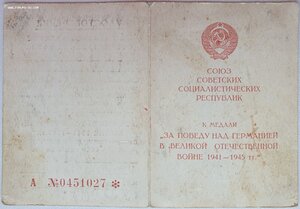 А №0451027 *
СОЮЗ
СОВЕТСКИХ
СОЦИАЛИСТИЧЕСКИХ
РЕСПУБЛИК
К МЕДАЛИ
"ЗА ПОБЕДУ НАД ГЕРМАНИЕЙ
В ВЕЛИКОЙ ОТЕЧЕСТВЕННОЙ
ВОЙНЕ 1941—1945 гг."